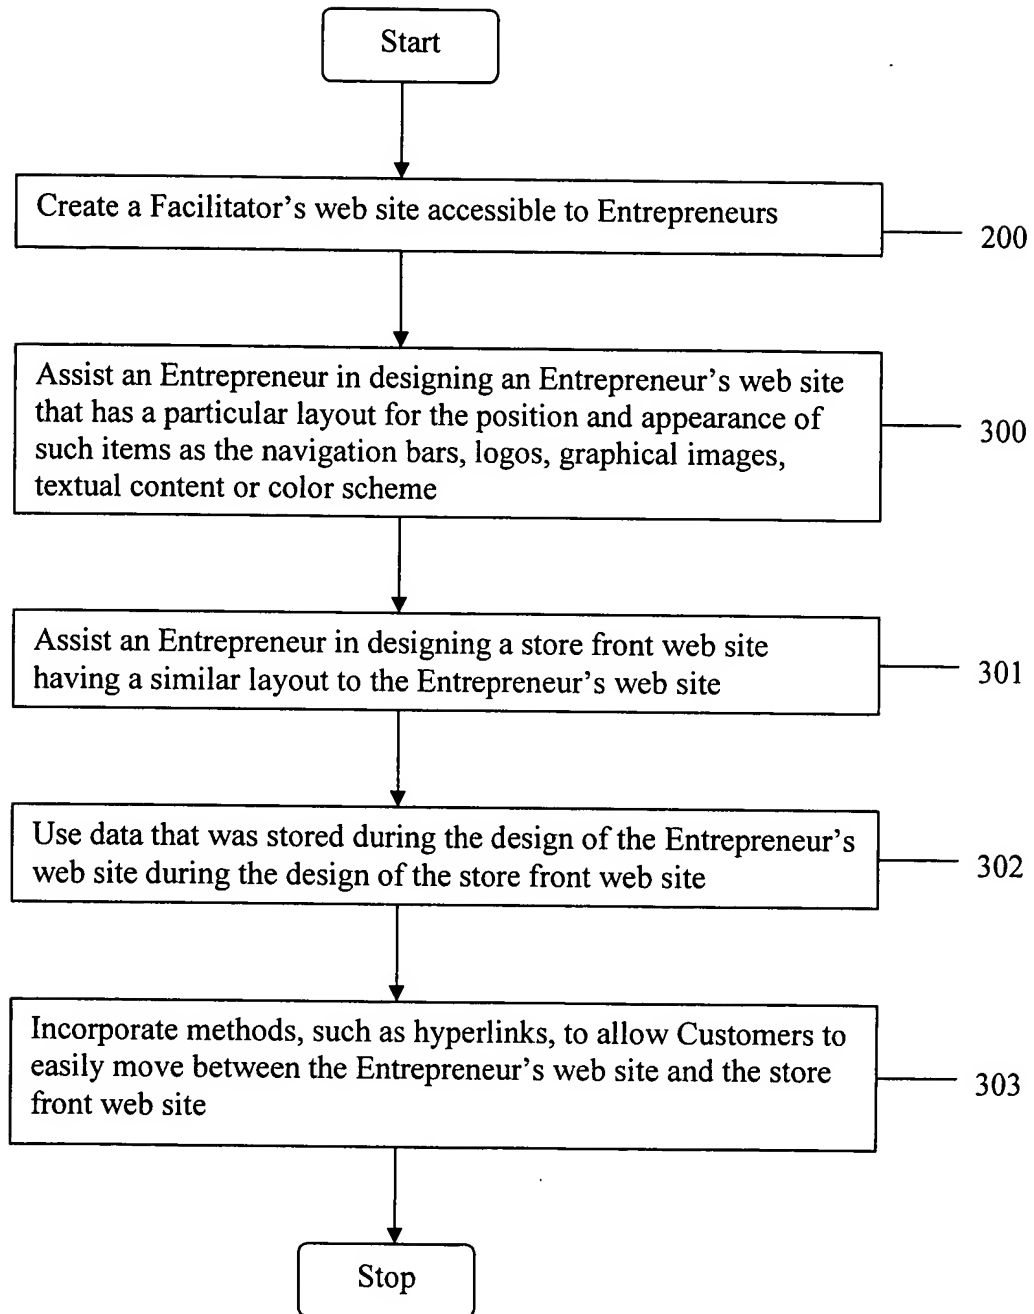 Start
Create a Facilitator's web site accessible to Entrepreneurs
200
Assist an Entrepreneur in designing an Entrepreneur's web site
that has a particular layout for the position and appearance of
such items as the navigation bars, logos, graphical images,
textual content or color scheme
300
Assist an Entrepreneur in designing a store front web site
having a similar layout to the Entrepreneur's web site
301
Use data that was stored during the design of the Entrepreneur's
web site during the design of the store front web site
302
Incorporate methods, such as hyperlinks, to allow Customers to
easily move between the Entrepreneur's web site and the store
front web site
303
Stop